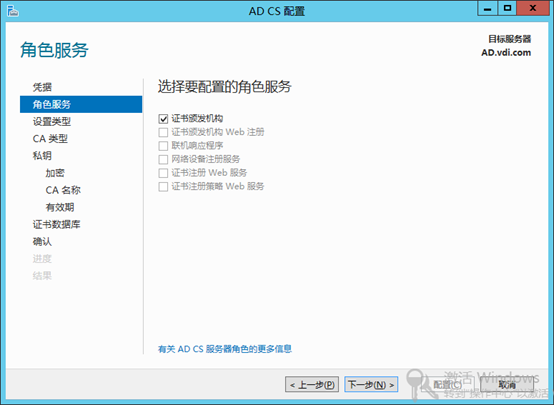 AD CS 配置
角色服务
目标服务器
AD.vdi.com
凭据
角色服务
设置类型
CA 类型
私钥
加密
CA 名称
有效期
证书数据库
确认
进度
结果
选择要配置的角色服务
证书颁发机构
证书颁发机构 Web 注册
联机响应程序
网络设备注册服务
证书注册 Web 服务
证书注册策略 Web 服务
有关 AD CS 服务器角色的更多信息
< 上一步(P)
下一步(N) >
配置(C)
取消
激活 Windows
转到"操作中心"以激活